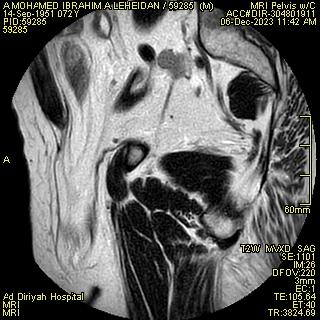 A MOHAMED IBRAHIM A LEHEIDAN / 59285 (M)
14-Sep-1951 072Y
PID:59285
59285
MRI Pelvis w/C
ACC#DIR-304801911
06-Dec-2023 11:42 AM
A
60mm
T2W MVXD SAG
SE:1101
IM:26
DFOV:220
3mm
EC:1
ET:40
TE:105.64
TR:3824.69
Ad Diriyah Hospital
MRI
MRI